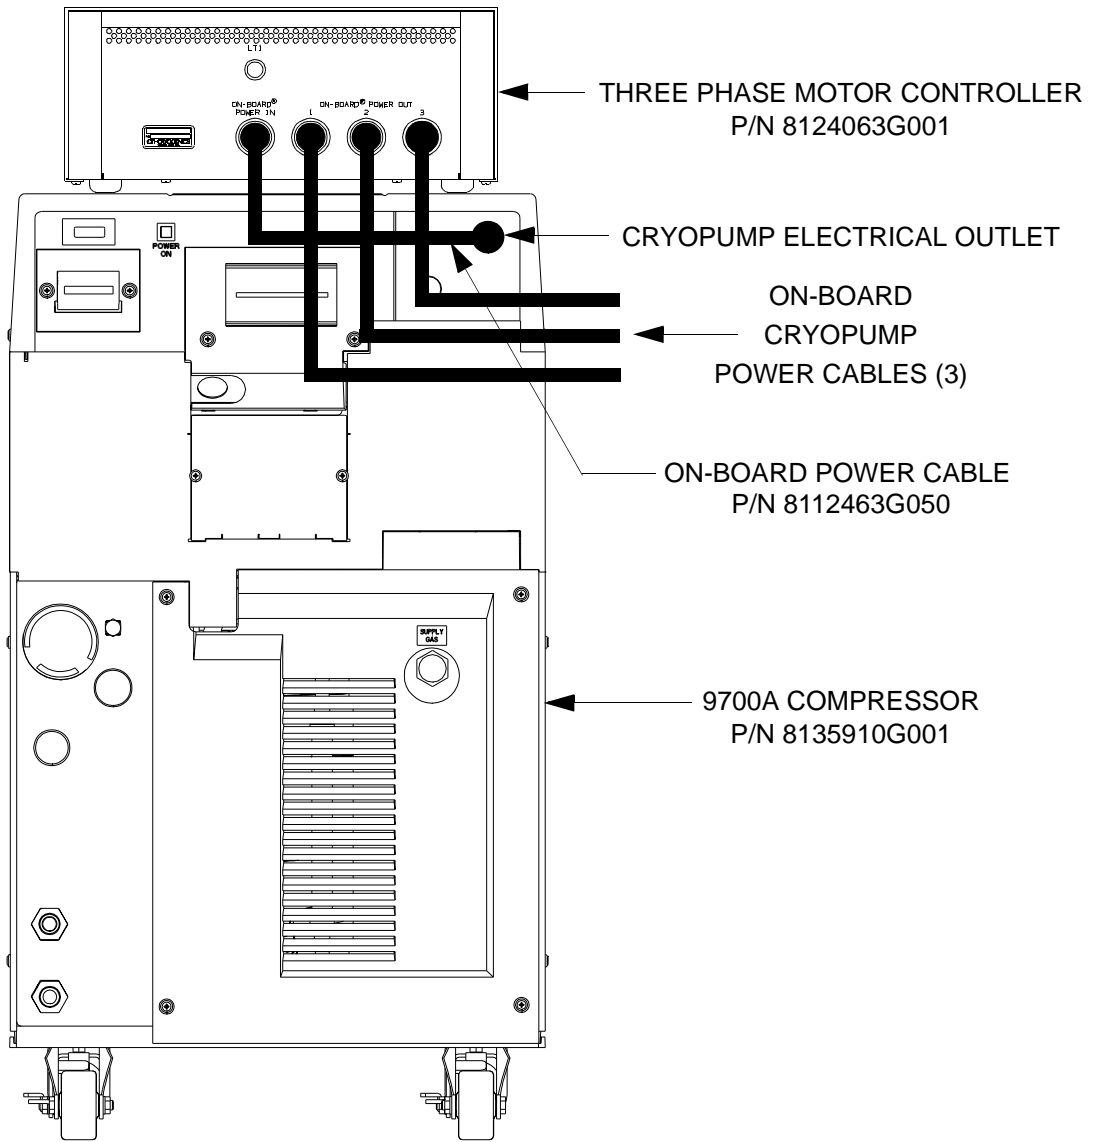 LT1
ON-BOARD®
POWER IN
ON-BOARD® POWER OUT
1
2
3
THREE PHASE MOTOR CONTROLLER
P/N 8124063G001
POWER
ON
CRYOPUMP ELECTRICAL OUTLET
ON-BOARD
CRYOPUMP
POWER CABLES (3)
ON-BOARD POWER CABLE
P/N 8112463G050
SUPPLY
GAS
9700A COMPRESSOR
P/N 8135910G001